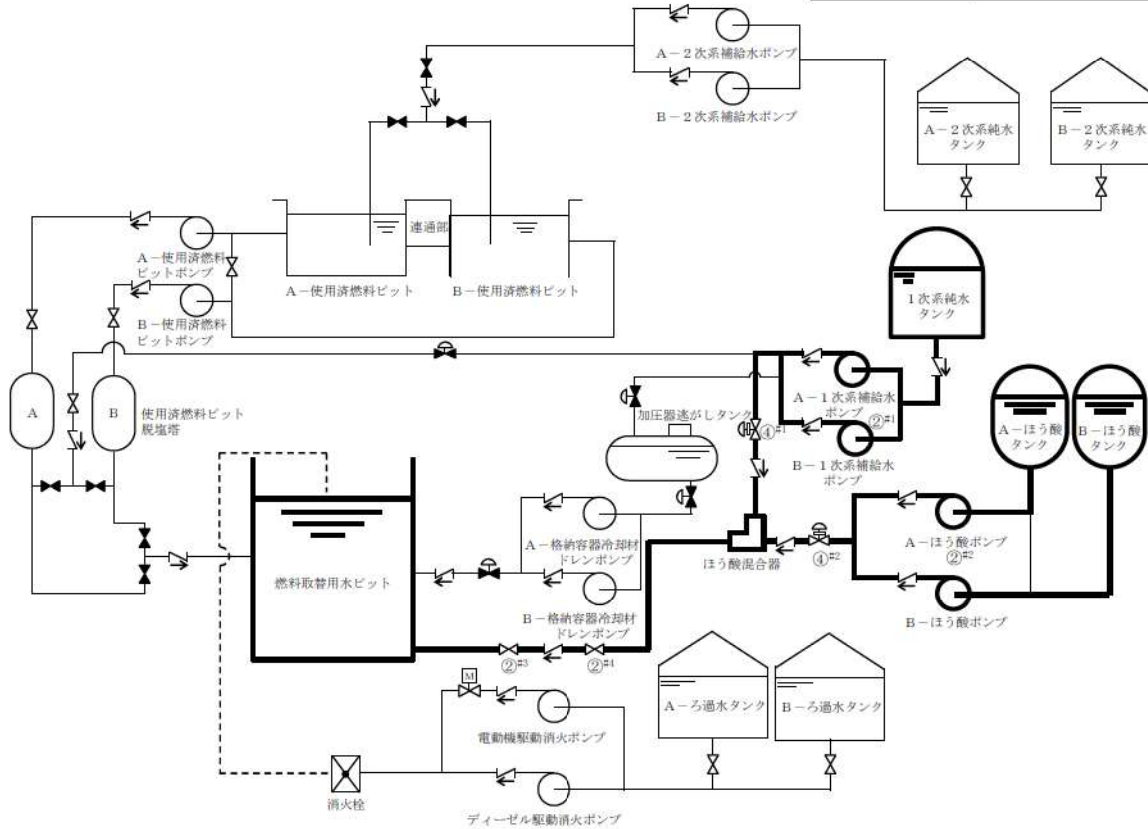 A－2次系補給水ポンプ
B－2次系補給水ポンプ
A－2次系純水
タンク
B－2次系純水
タンク
連通部
A－使用済燃料
ピットポンプ
A－使用済燃料ピット
B－使用済燃料ピット
B－使用済燃料
ピットポンプ
1次系純水
タンク
A
B
使用済燃料ピット
脱塩塔
加圧器逃がしタンク
A－1次系補給水
ポンプ
②#1
④#1
B－1次系補給水
ポンプ
A－ほう酸
タンク
B－ほう酸
タンク
A－格納容器冷却材
ドレンポンプ
ほう酸混合器
④#2
A－ほう酸ポンプ
②#2
燃料取替用水ピット
B－格納容器冷却材
ドレンポンプ
B－ほう酸ポンプ
②#3
②#4
M
A－ろ過水タンク
B－ろ過水タンク
電動機駆動消火ポンプ
消火栓
ディーゼル駆動消火ポンプ